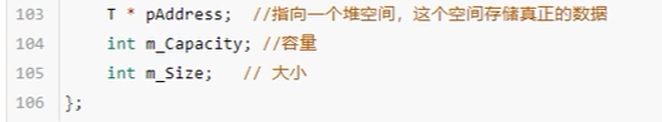 103 T * pAddress; //指向一个堆空间，这个空间存储真正的数据
104 int m_Capacity; //容量
105 int m_Size; // 大小
106 };